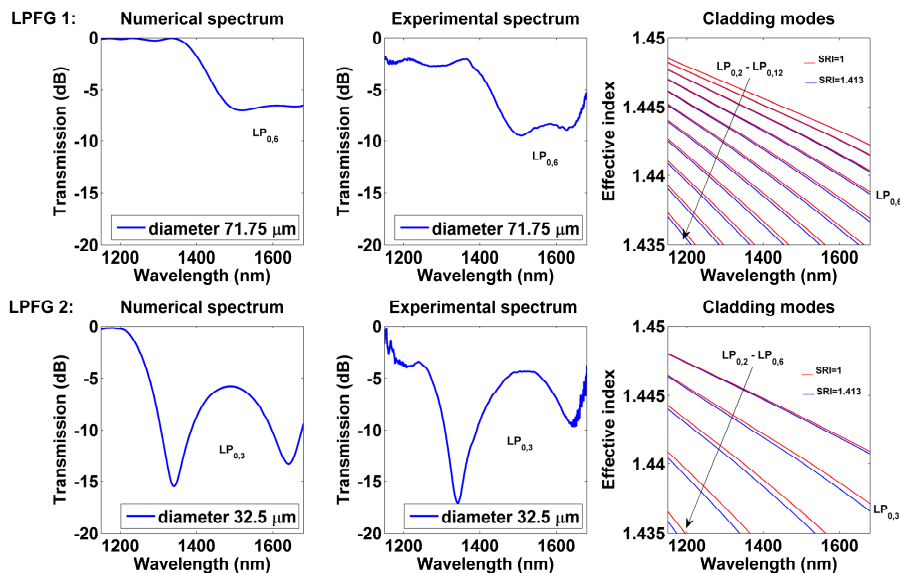 LPFG 1:
Numerical spectrum
Transmission (dB)
0
-5
-10
-15
-20
LP0,6
diameter 71.75 μm
1200 1400 1600
Wavelength (nm)
Experimental spectrum
Transmission (dB)
0
-5
-10
-15
-20
LP0,6
diameter 71.75 μm
1200 1400 1600
Wavelength (nm)
Cladding modes
Effective index
1.45
1.445
1.44
1.435
LP0,2 - LP0,12
SRI=1
SRI=1.413
LP0,6
1200 1400 1600
Wavelength (nm)
LPFG 2:
Numerical spectrum
Transmission (dB)
0
-5
-10
-15
-20
LP0,3
diameter 32.5 μm
1200 1400 1600
Wavelength (nm)
Experimental spectrum
Transmission (dB)
0
-5
-10
-15
-20
LP0,3
diameter 32.5 μm
1200 1400 1600
Wavelength (nm)
Cladding modes
Effective index
1.45
1.445
1.44
1.435
LP0,2 - LP0,6
SRI=1
SRI=1.413
LP0,3
1200 1400 1600
Wavelength (nm)